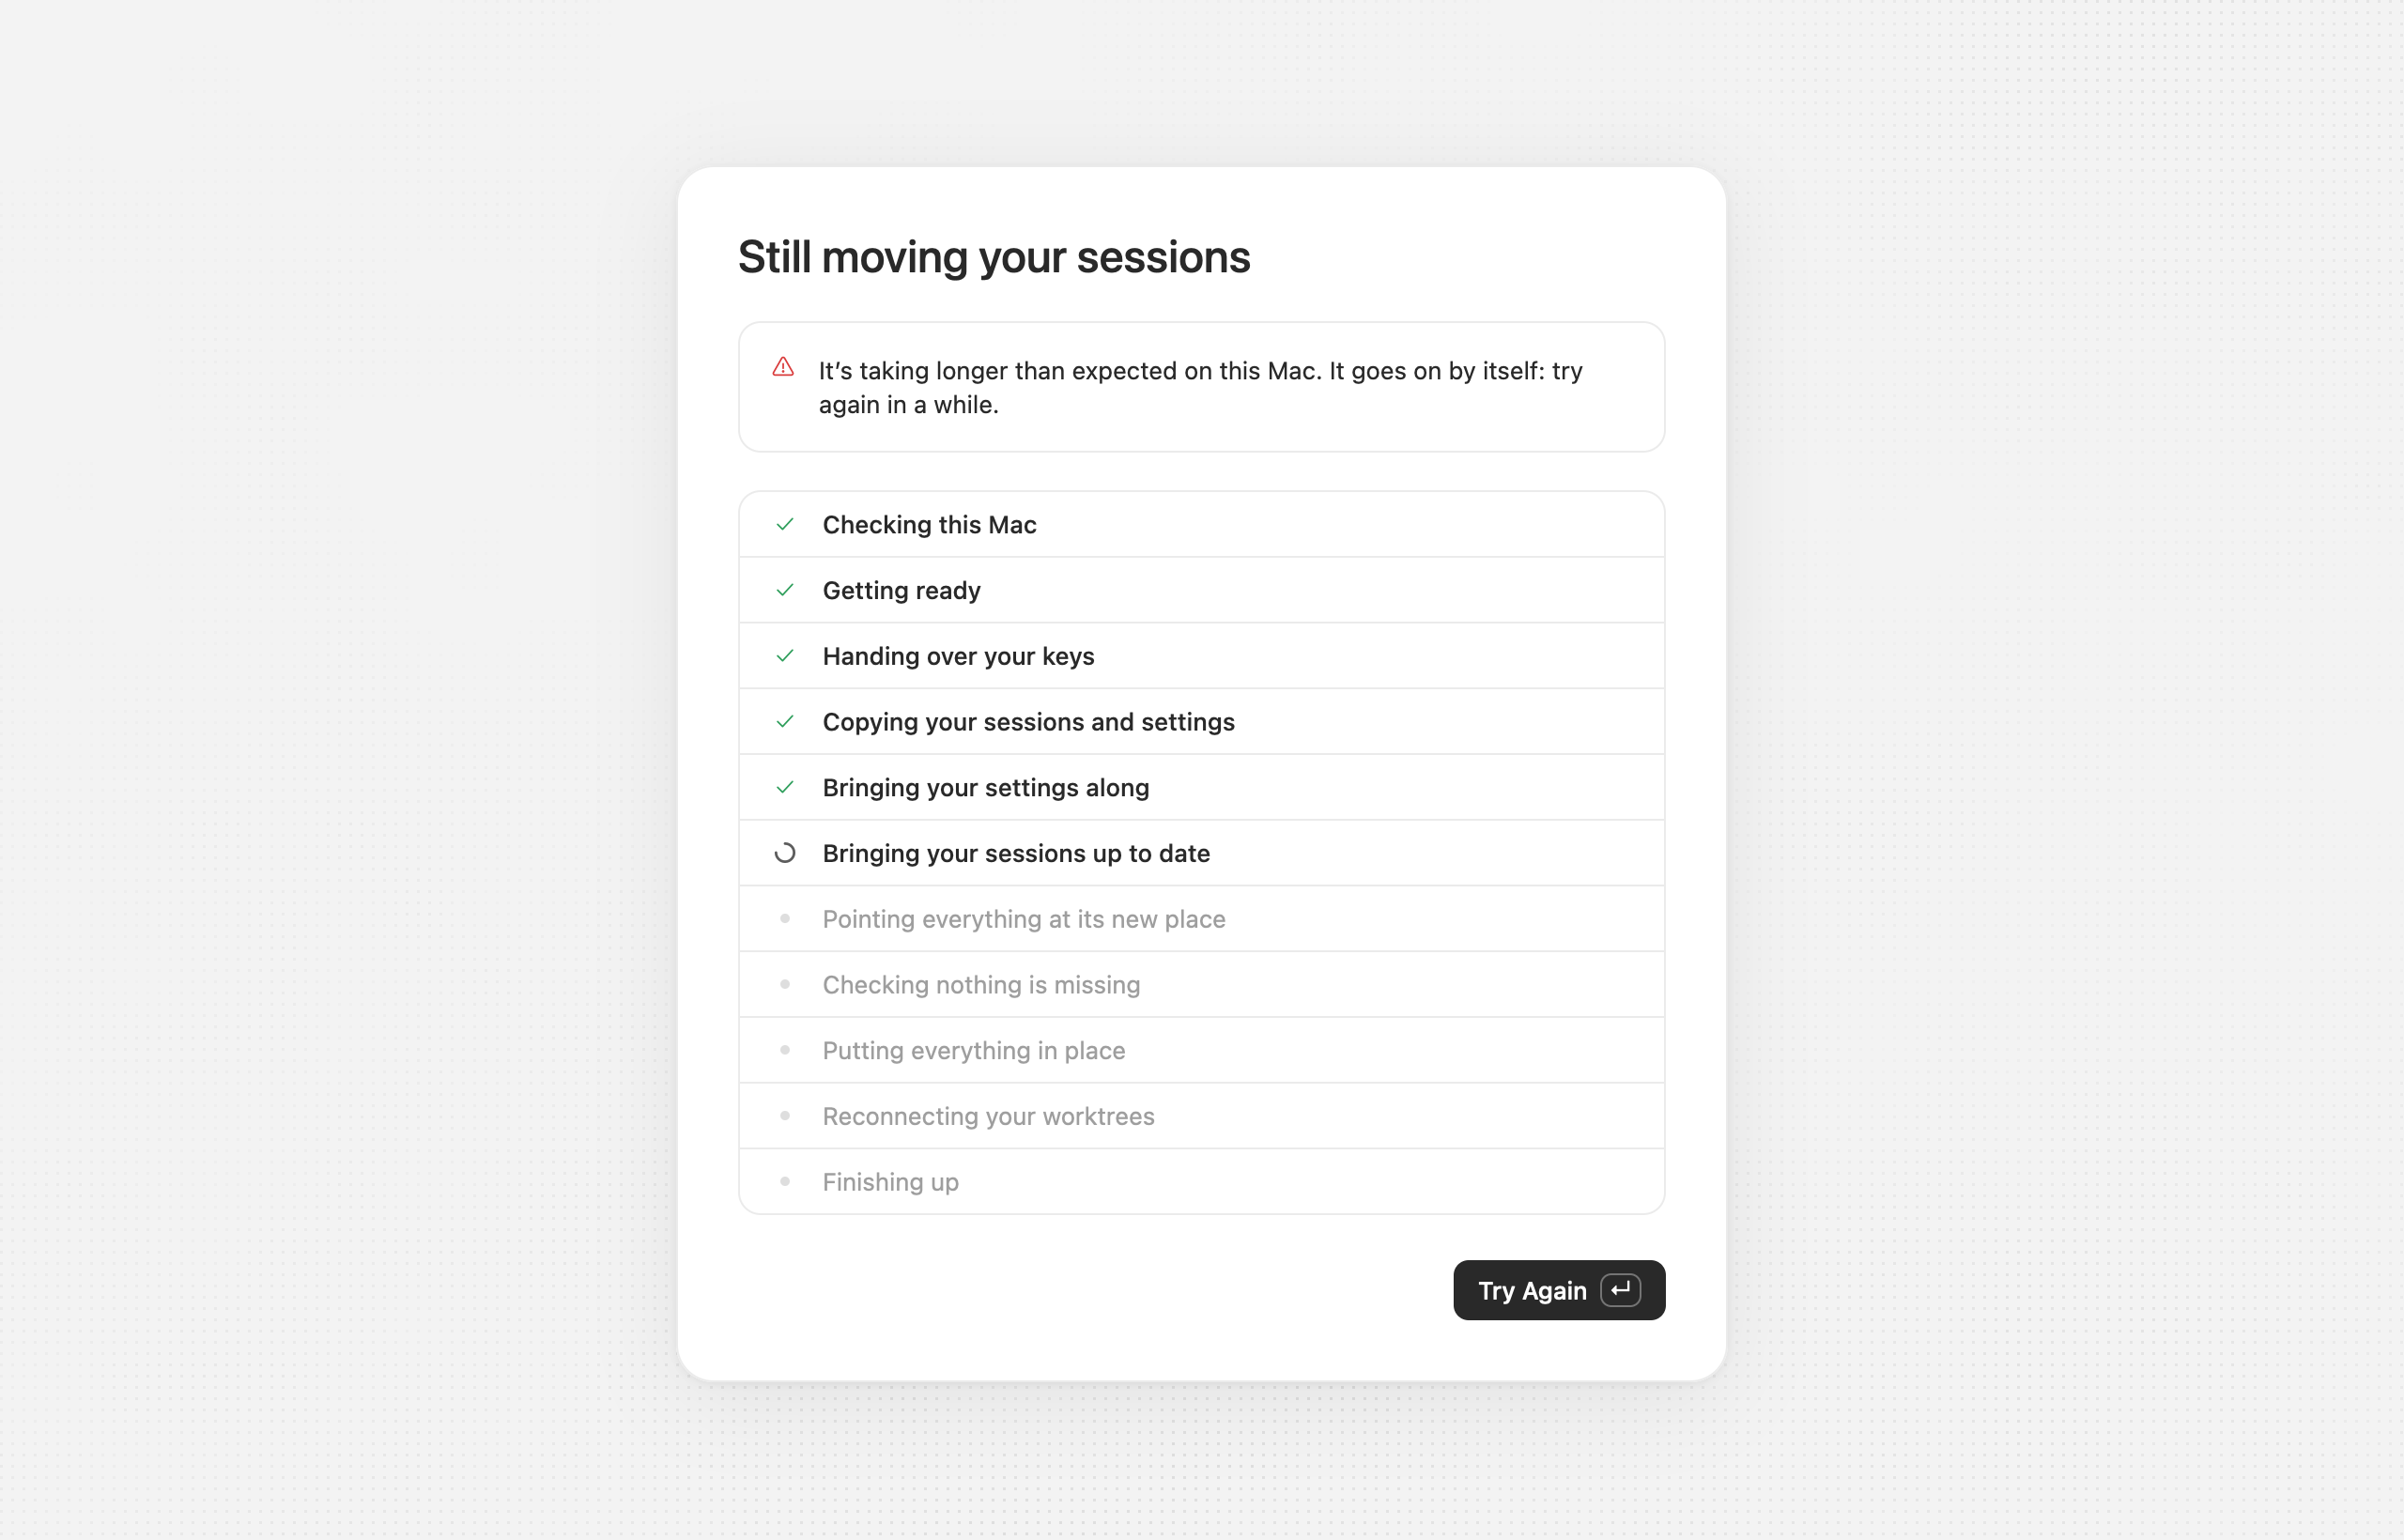 Still moving your sessions
It’s taking longer than expected on this Mac. It goes on by itself: try
again in a while.
Checking this Mac
Getting ready
Handing over your keys
Copying your sessions and settings
Bringing your settings along
Bringing your sessions up to date
Pointing everything at its new place
Checking nothing is missing
Putting everything in place
Reconnecting your worktrees
Finishing up
Try Again